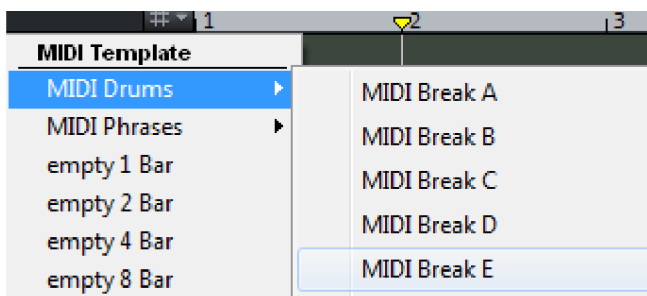 1 2 3
MIDI Template
MIDI Drums
MIDI Phrases
empty 1 Bar
empty 2 Bar
empty 4 Bar
empty 8 Bar
MIDI Break A
MIDI Break B
MIDI Break C
MIDI Break D
MIDI Break E